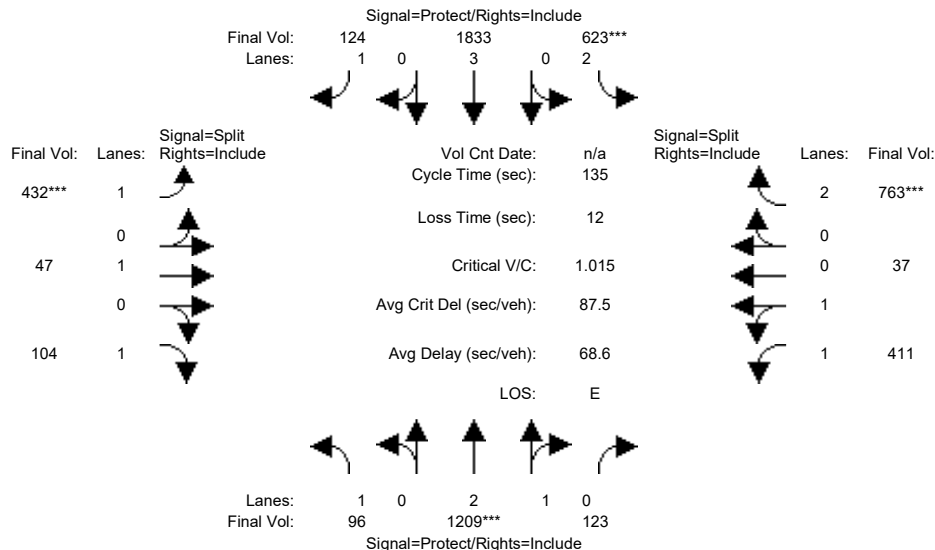 Signal=Protect/Rights=Include
Final Vol: 124 1833 623***
Lanes: 1 0 3 0 2
Signal=Split
Final Vol: Lanes: Rights=Include
Vol Cnt Date: n/a
Signal=Split
Rights=Include Lanes: Final Vol:
Cycle Time (sec): 135
432*** 1
2 763***
Loss Time (sec): 12
0
0
47 1
Critical V/C: 1.015
0 37
0
Avg Crit Del (sec/veh): 87.5
1
104 1
Avg Delay (sec/veh): 68.6
1 411
LOS: E
Lanes: 1 0 2 1 0
Final Vol: 96 1209*** 123
Signal=Protect/Rights=Include